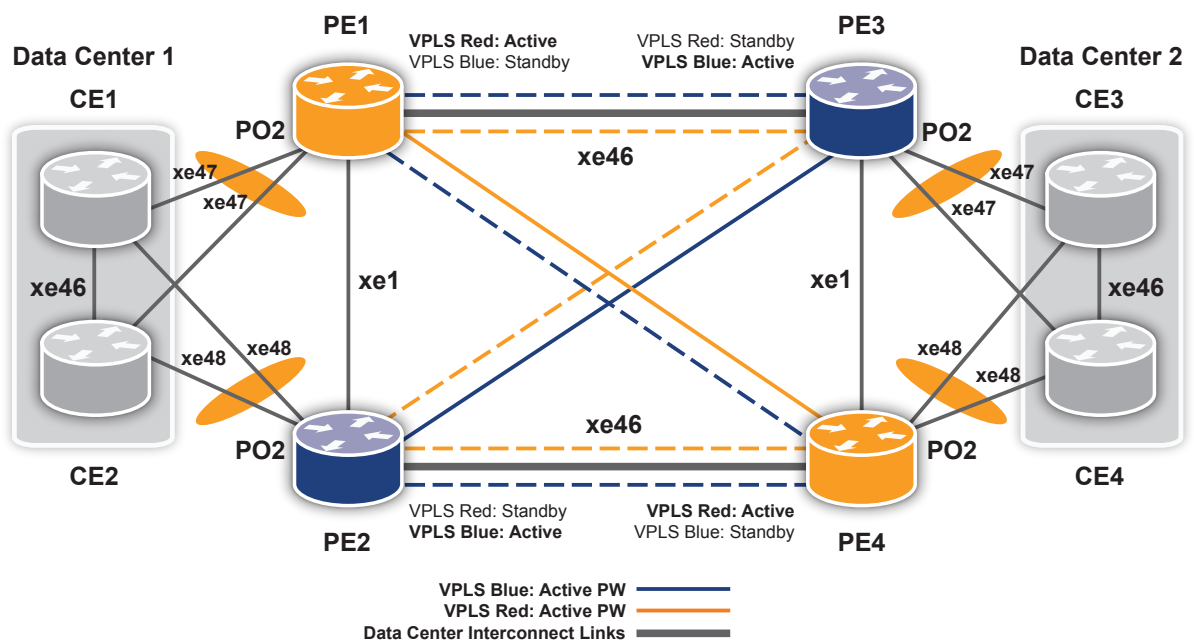 PE1
PE3
VPLS Red: Active
VPLS Blue: Standby
VPLS Red: Standby
VPLS Blue: Active
Data Center 1
Data Center 2
CE1
CE3
PO2
PO2
xe46
xe47
xe47
xe47
xe47
xe46
xe1
xe1
xe46
xe48
xe48
xe48
xe48
xe46
PO2
PO2
CE2
CE4
VPLS Red: Standby
VPLS Blue: Active
VPLS Red: Active
VPLS Blue: Standby
PE2
PE4
VPLS Blue: Active PW
VPLS Red: Active PW
Data Center Interconnect Links